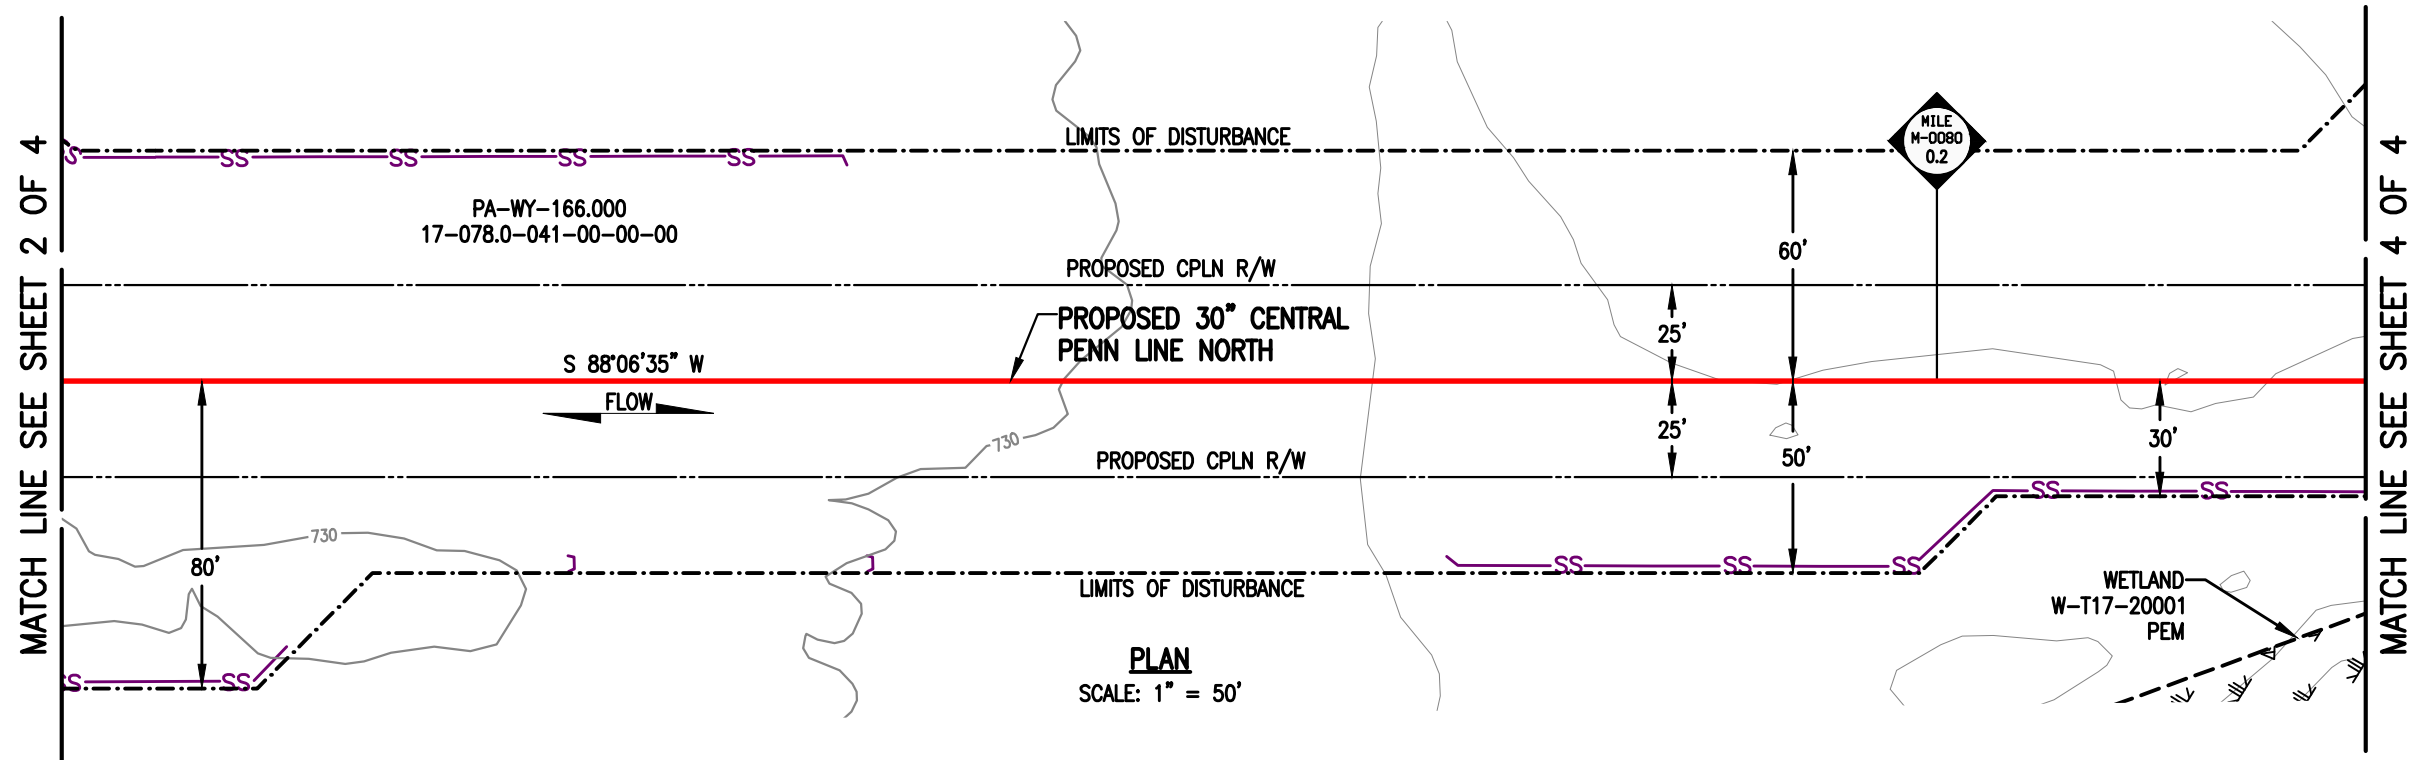 MATCH LINE SEE SHEET 2 OF 4
LIMITS OF DISTURBANCE
MILE
M-0080
0.2
S SS SS SS SS
PA-WY-166.000
17-078.0-041-00-00-00
60'
PROPOSED CPLN R/W
PROPOSED 30" CENTRAL
PENN LINE NORTH
25'
S 88°06'35" W
FLOW
730
25'
50'
30'
PROPOSED CPLN R/W
SS SS
730
80'
SS SS SS
LIMITS OF DISTURBANCE
WETLAND
W-T17-20001
PEM
SS SS
PLAN
SCALE: 1" = 50'
MATCH LINE SEE SHEET 4 OF 4